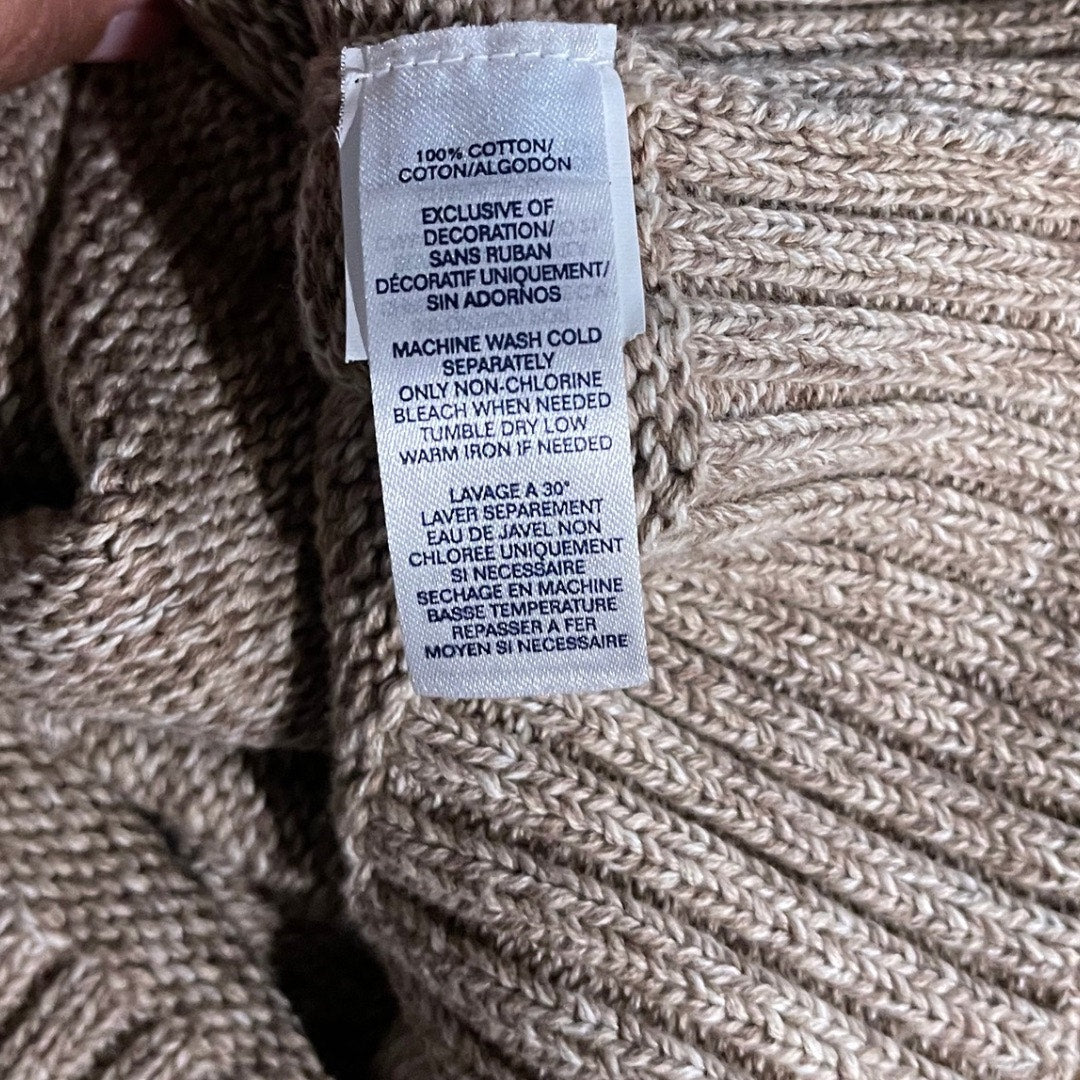 100% COTTON/
COTON/ALGODÓN
EXCLUSIVE OF
DECORATION/
SANS RUBAN
DÉCORATIF UNIQUEMENT/
SIN ADORNOS
MACHINE WASH COLD
SEPARATELY
ONLY NON-CHLORINE
BLEACH WHEN NEEDED
TUMBLE DRY LOW
WARM IRON IF NEEDED
LAVAGE A 30°
LAVER SEPAREMENT
EAU DE JAVEL NON
CHLOREE UNIQUEMENT
SI NECESSAIRE
SECHAGE EN MACHINE
BASSE TEMPERATURE
REPASSER A FER
MOYEN SI NECESSAIRE